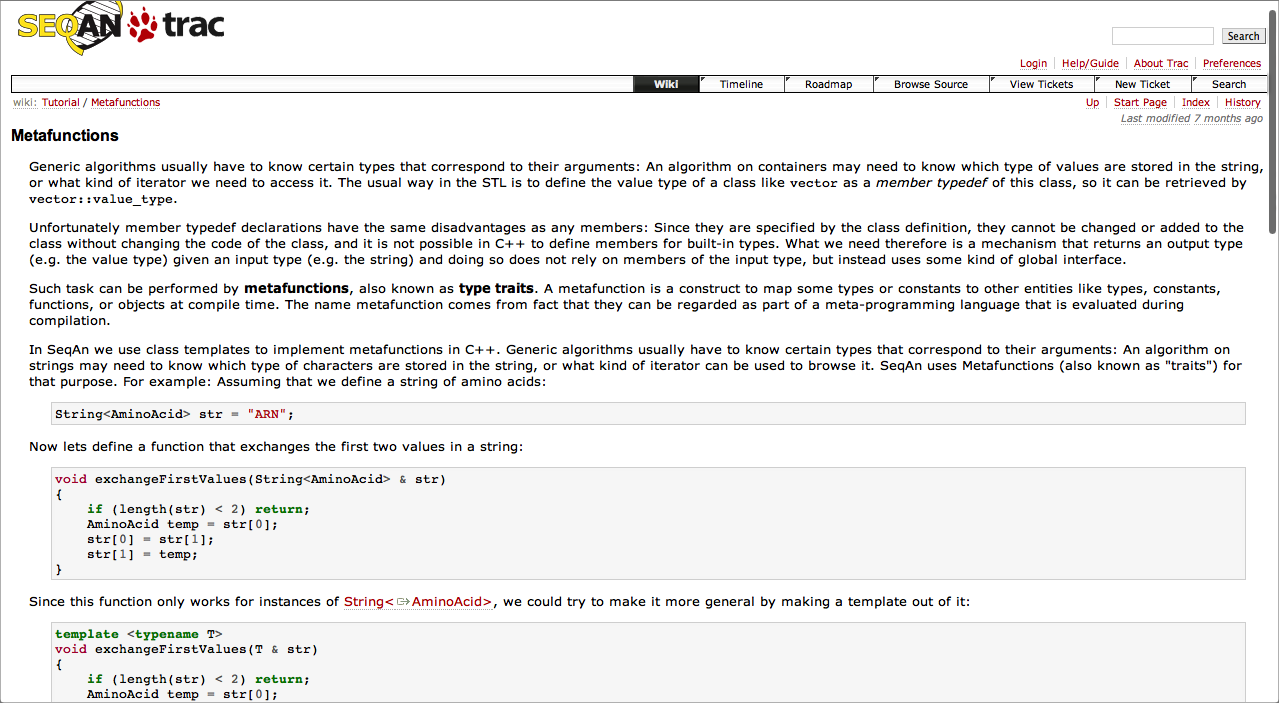 SEQAN trac
Search
Login Help/Guide About Trac Preferences
Wiki Timeline Roadmap Browse Source View Tickets New Ticket Search
wiki: Tutorial / Metafunctions
Up Start Page Index History
Last modified 7 months ago
Metafunctions
Generic algorithms usually have to know certain types that correspond to their arguments: An algorithm on containers may need to know which type of values are stored in the string,
or what kind of iterator we need to access it. The usual way in the STL is to define the value type of a class like vector as a member typedef of this class, so it can be retrieved by
vector::value_type.
Unfortunately member typedef declarations have the same disadvantages as any members: Since they are specified by the class definition, they cannot be changed or added to the
class without changing the code of the class, and it is not possible in C++ to define members for built-in types. What we need therefore is a mechanism that returns an output type
(e.g. the value type) given an input type (e.g. the string) and doing so does not rely on members of the input type, but instead uses some kind of global interface.
Such task can be performed by metafunctions, also known as type traits. A metafunction is a construct to map some types or constants to other entities like types, constants,
functions, or objects at compile time. The name metafunction comes from fact that they can be regarded as part of a meta-programming language that is evaluated during
compilation.
In SeqAn we use class templates to implement metafunctions in C++. Generic algorithms usually have to know certain types that correspond to their arguments: An algorithm on
strings may need to know which type of characters are stored in the string, or what kind of iterator can be used to browse it. SeqAn uses Metafunctions (also known as "traits") for
that purpose. For example: Assuming that we define a string of amino acids:
String<AminoAcid> str = "ARN";
Now lets define a function that exchanges the first two values in a string:
void exchangeFirstValues(String<AminoAcid> & str)
{
    if (length(str) < 2) return;
    AminoAcid temp = str[0];
    str[0] = str[1];
    str[1] = temp;
}
Since this function only works for instances of String<AminoAcid>, we could try to make it more general by making a template out of it:
template <typename T>
void exchangeFirstValues(T & str)
{
    if (length(str) < 2) return;
    AminoAcid temp = str[0];